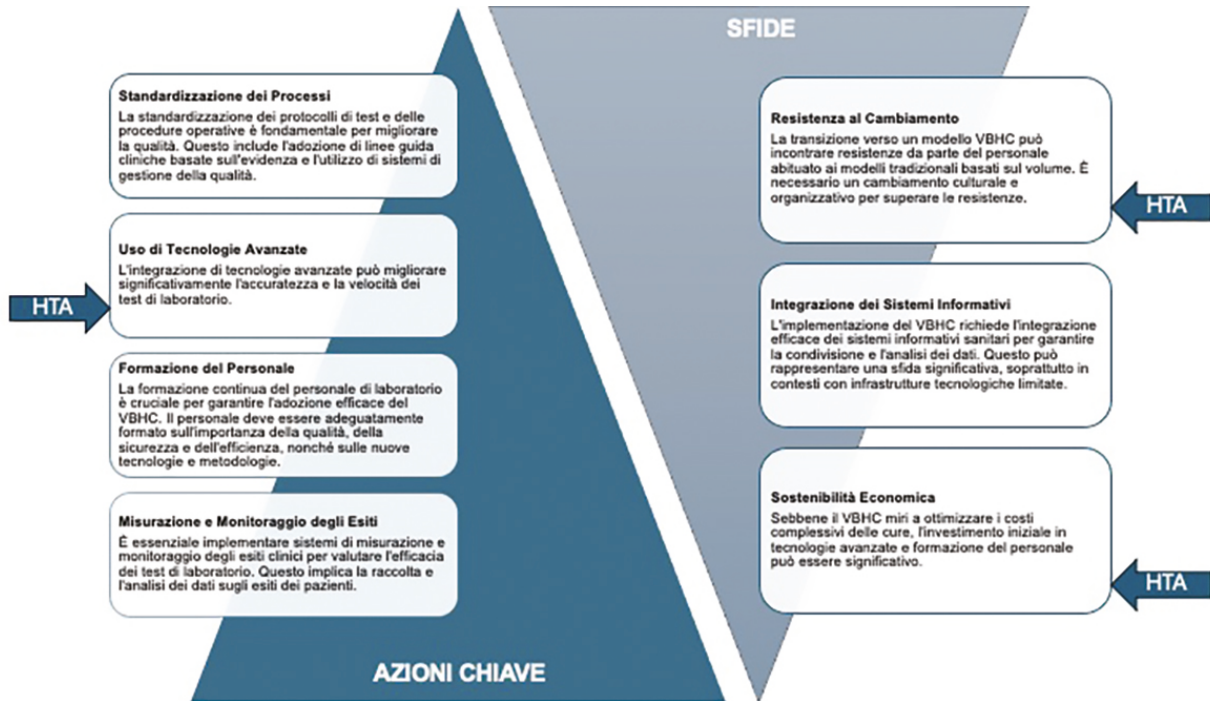 SFIDE
Standardizzazione dei Processi
La standardizzazione dei protocolli di test e delle
procedure operative è fondamentale per migliorare
la qualità. Questo include l'adozione di linee guida
cliniche basate sull'evidenza e l'utilizzo di sistemi di
gestione della qualità.
Uso di Tecnologie Avanzate
L'integrazione di tecnologie avanzate può migliorare
significativamente l'accuratezza e la velocità dei
test di laboratorio.
HTA
Formazione del Personale
La formazione continua del personale di laboratorio
è cruciale per garantire l'adozione efficace del
VBHC. Il personale deve essere adeguatamente
formato sull'importanza della qualità, della
sicurezza e dell'efficienza, nonché sulle nuove
tecnologie e metodologie.
Misurazione e Monitoraggio degli Esiti
È essenziale implementare sistemi di misurazione e
monitoraggio degli esiti clinici per valutare l'efficacia
dei test di laboratorio. Questo implica la raccolta e
l'analisi dei dati sugli esiti dei pazienti.
AZIONI CHIAVE
Resistenza al Cambiamento
La transizione verso un modello VBHC può
incontrare resistenze da parte del personale
abituato ai modelli tradizionali basati sul volume. È
necessario un cambiamento culturale e
organizzativo per superare le resistenze.
HTA
Integrazione dei Sistemi Informativi
L'implementazione del VBHC richiede l'integrazione
efficace dei sistemi informativi sanitari per garantire
la condivisione e l'analisi dei dati. Questo può
rappresentare una sfida significativa, soprattutto in
contesti con infrastrutture tecnologiche limitate.
Sostenibilità Economica
Sebbene il VBHC miri a ottimizzare i costi
complessivi delle cure, l'investimento iniziale in
tecnologie avanzate e formazione del personale
può essere significativo.
HTA